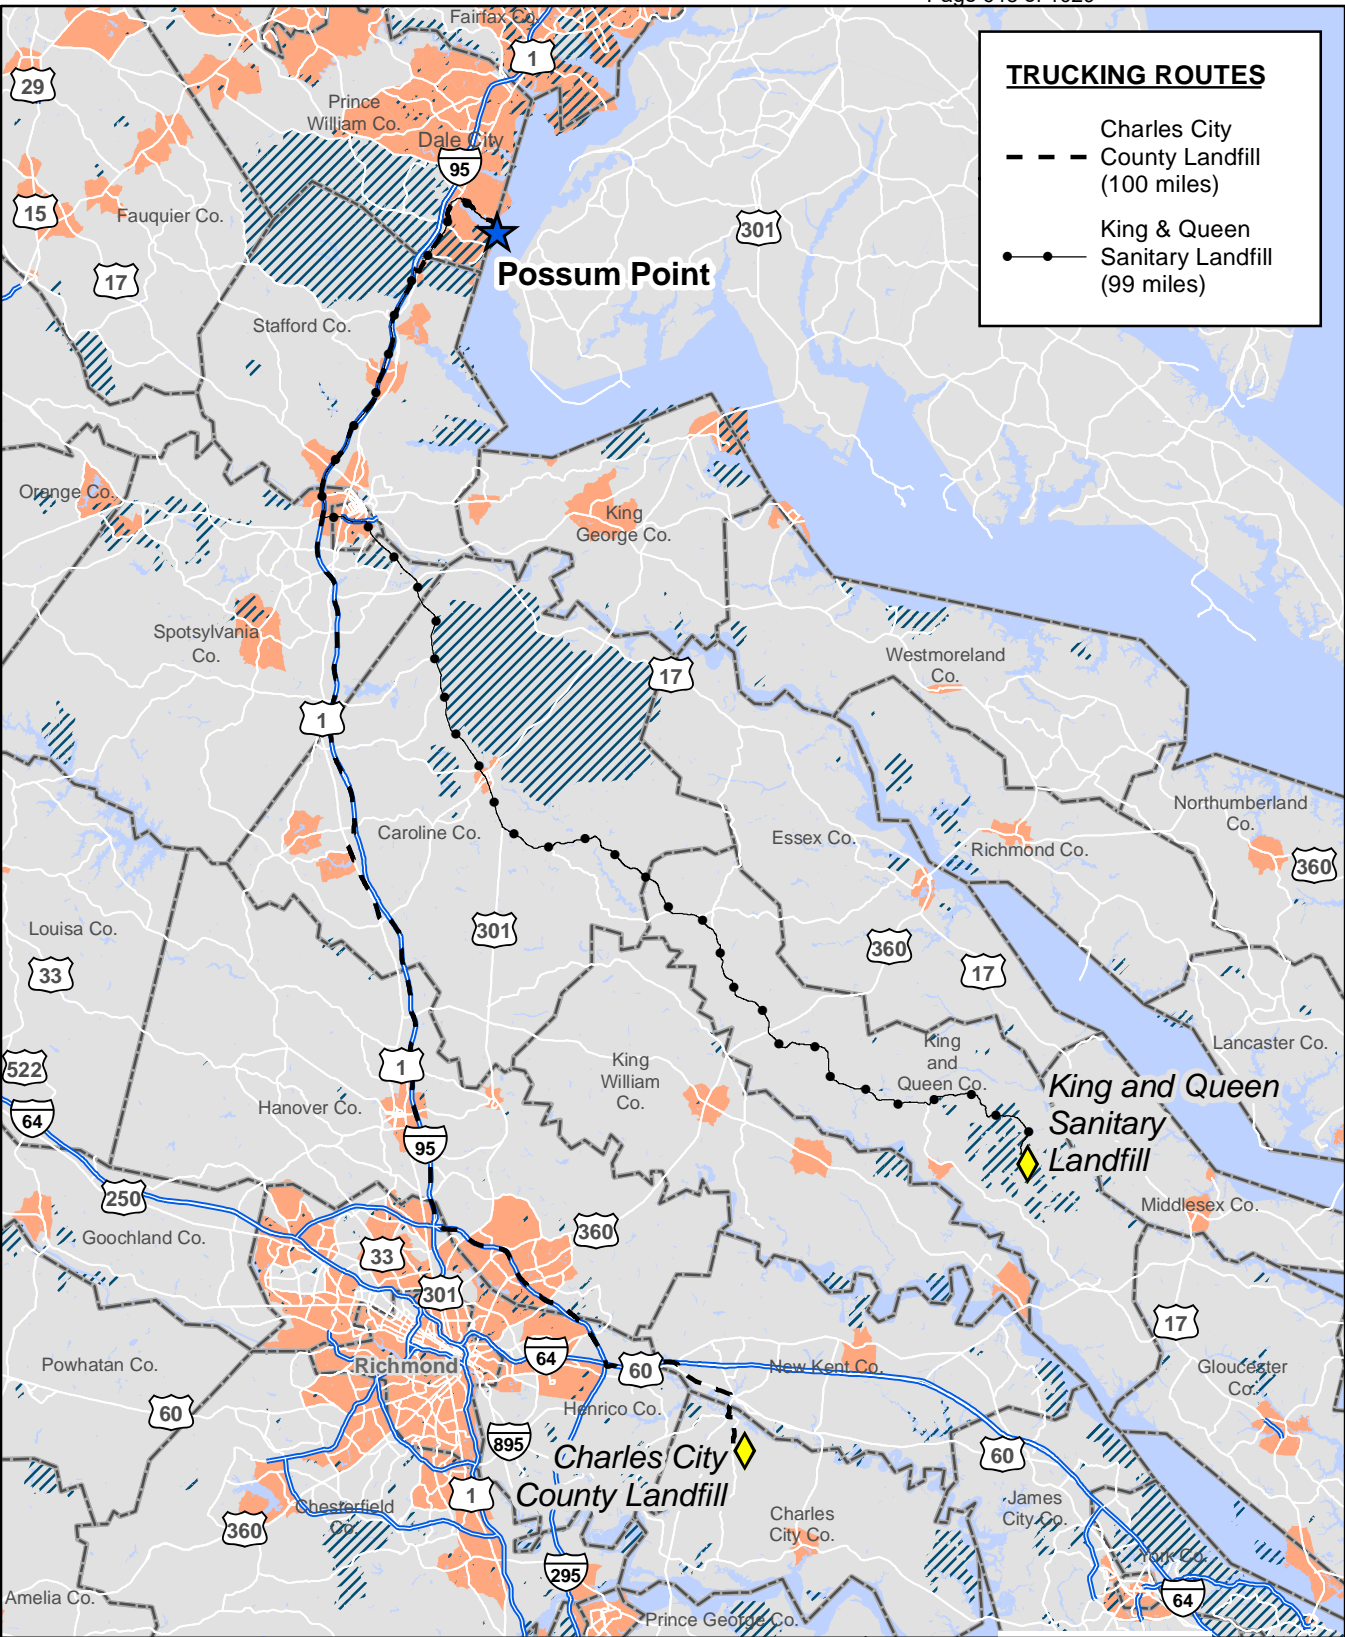 Fairfax Co.
1
29
TRUCKING ROUTES
Charles City
County Landfill
(100 miles)
King & Queen
Sanitary Landfill
(99 miles)
Prince
William Co.
Dale City
95
15
Fauquier Co.
301
17
Possum Point
Stafford Co.
Orange Co.
King
George Co.
Spotsylvania
Co.
Westmoreland
Co.
17
1
Northumberland
Co.
Caroline Co.
Essex Co.
Richmond Co.
360
Louisa Co.
301
360
33
17
King
and
Queen Co.
Lancaster Co.
522
1
King
William
Co.
King and Queen
Sanitary
Landfill
Hanover Co.
64
95
250
Middlesex Co.
Goochland Co.
33
360
301
17
Powhatan Co.
Richmond
64
60
New Kent Co.
Gloucester
Co.
60
Henrico Co.
895
Charles City
County Landfill
60
1
Chesterfield
Co.
James
City Co.
Charles
City Co.
360
York Co.
295
64
Amelia Co.
Prince George Co.